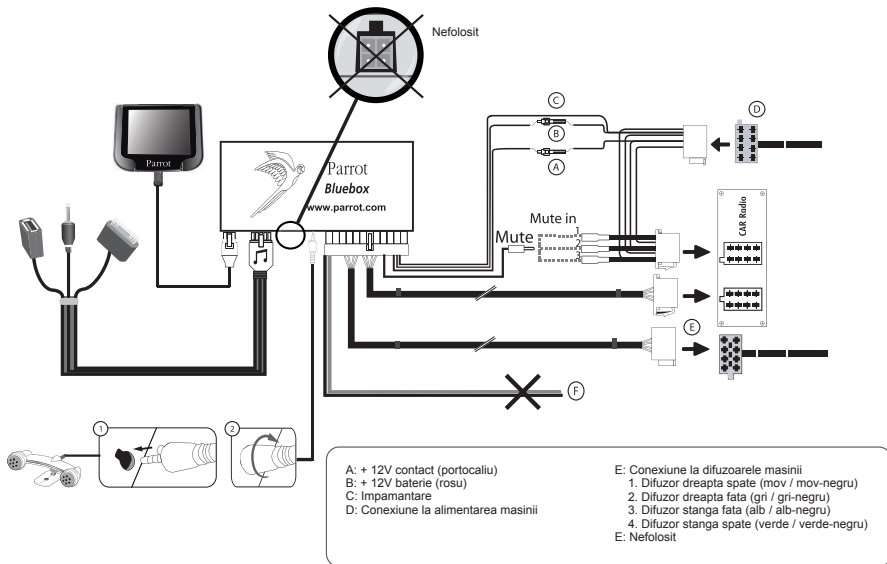 Nefolosit
C
D
B
Parrot
A
Parrot
Bluebox
www.parrot.com
CAR Radio
Mute in
Mute
1
2
3
E
F
1
2
A: + 12V contact (portocaliu)
B: + 12V baterie (rosu)
C: Impamantare
D: Conexiune la alimentarea masinii
E: Conexiune la difuzoarele masinii
1. Difuzor dreapta spate (mov / mov-negru)
2. Difuzor dreapta fata (gri / gri-negru)
3. Difuzor stanga fata (alb / alb-negru)
4. Difuzor stanga spate (verde / verde-negru)
E: Nefolosit